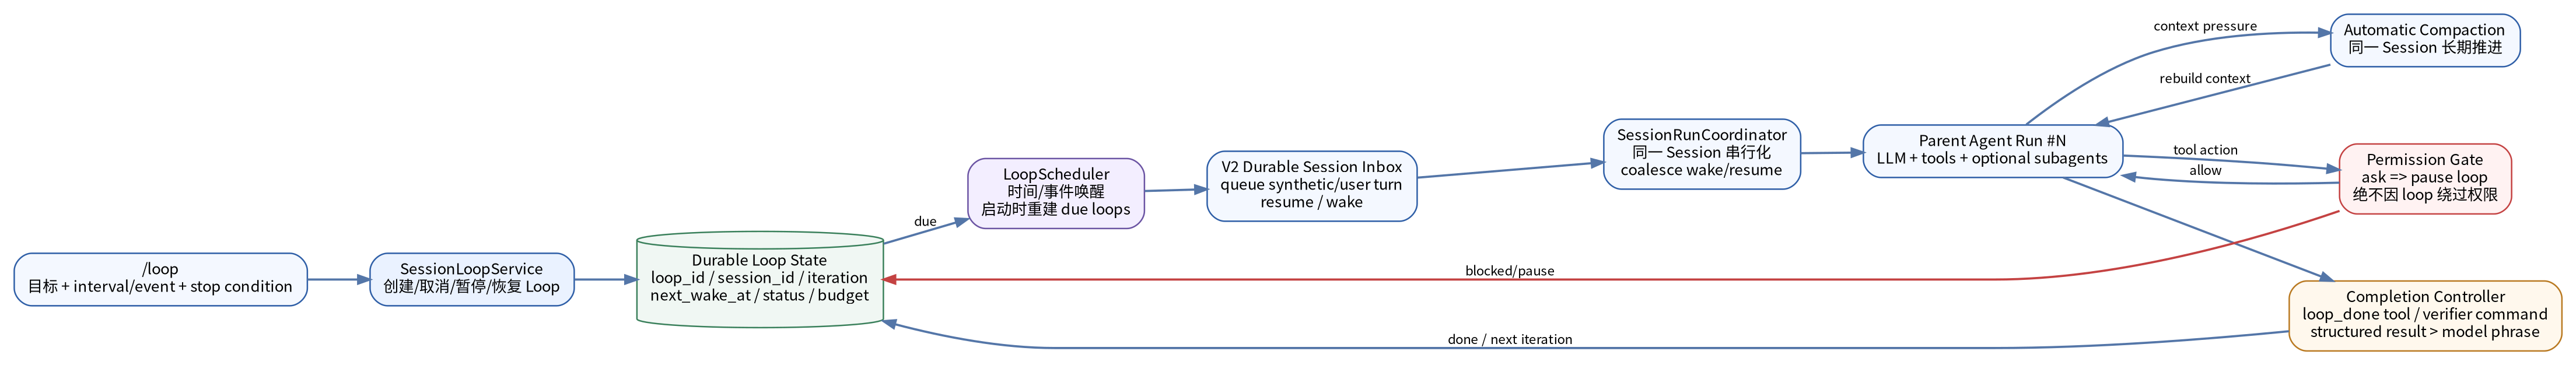 /loop
目标 + interval/event + stop condition
SessionLoopService
创建/取消/暂停/恢复 Loop
Durable Loop State
loop_id / session_id / iteration
next_wake_at / status / budget
due
LoopScheduler
时间/事件唤醒
启动时重建 due loops
V2 Durable Session Inbox
queue synthetic/user turn
resume / wake
SessionRunCoordinator
同一 Session 串行化
coalesce wake/resume
Parent Agent Run #N
LLM + tools + optional subagents
context pressure
rebuild context
Automatic Compaction
同一 Session 长期推进
tool action
allow
Permission Gate
ask => pause loop
绝不因 loop 绕过权限
blocked/pause
Completion Controller
loop_done tool / verifier command
structured result > model phrase
done / next iteration